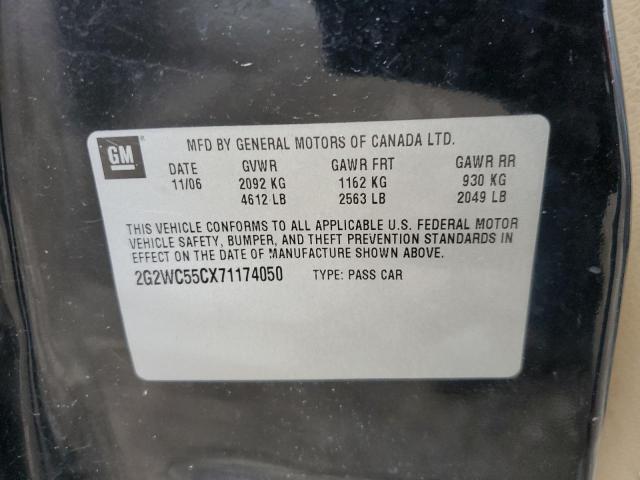 GM ® MFD BY GENERAL MOTORS OF CANADA LTD.
DATE GVWR GAWR FRT GAWR RR
11/06 2092 KG 1162 KG 930 KG
4612 LB 2563 LB 2049 LB
THIS VEHICLE CONFORMS TO ALL APPLICABLE U.S. FEDERAL MOTOR
VEHICLE SAFETY, BUMPER, AND THEFT PREVENTION STANDARDS IN
EFFECT ON THE DATE OF MANUFACTURE SHOWN ABOVE.
2G2WC55CX71174050 TYPE: PASS CAR